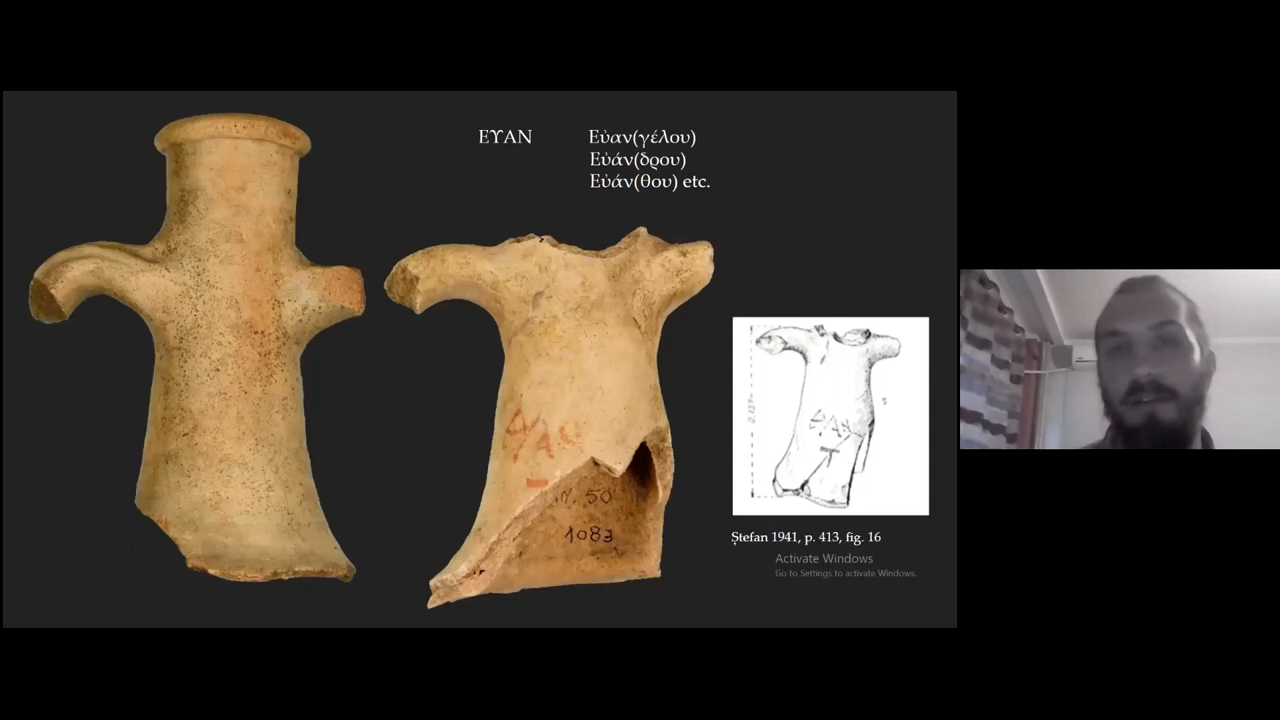 ΕΥΑΝ
Εὐαν(γέλου)
Εὐάν(δρου)
Εὐάν(θου) etc.
ΕΥΑΝ
50
1083
ΕΥΑΝ
Ștefan 1941, p. 413, fig. 16
Activate Windows
Go to Settings to activate Windows.